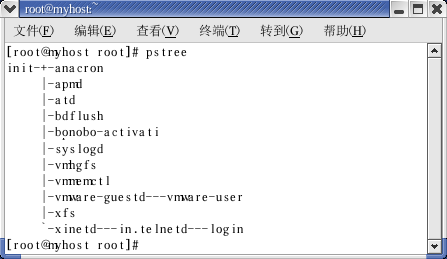 root@myhost:~
文件(F) 编辑(E) 查看(V) 终端(T) 转到(G) 帮助(H)
[root@myhost root]# pstree
init-+-anacron
|-apmd
|-atd
|-bdflush
|-bonobo-activati
|-syslogd
|-vmhgfs
|-vmmemctl
|-vmware-guestd---vmware-user
|-xfs
`-xinetd---in.telnetd---login
[root@myhost root]#